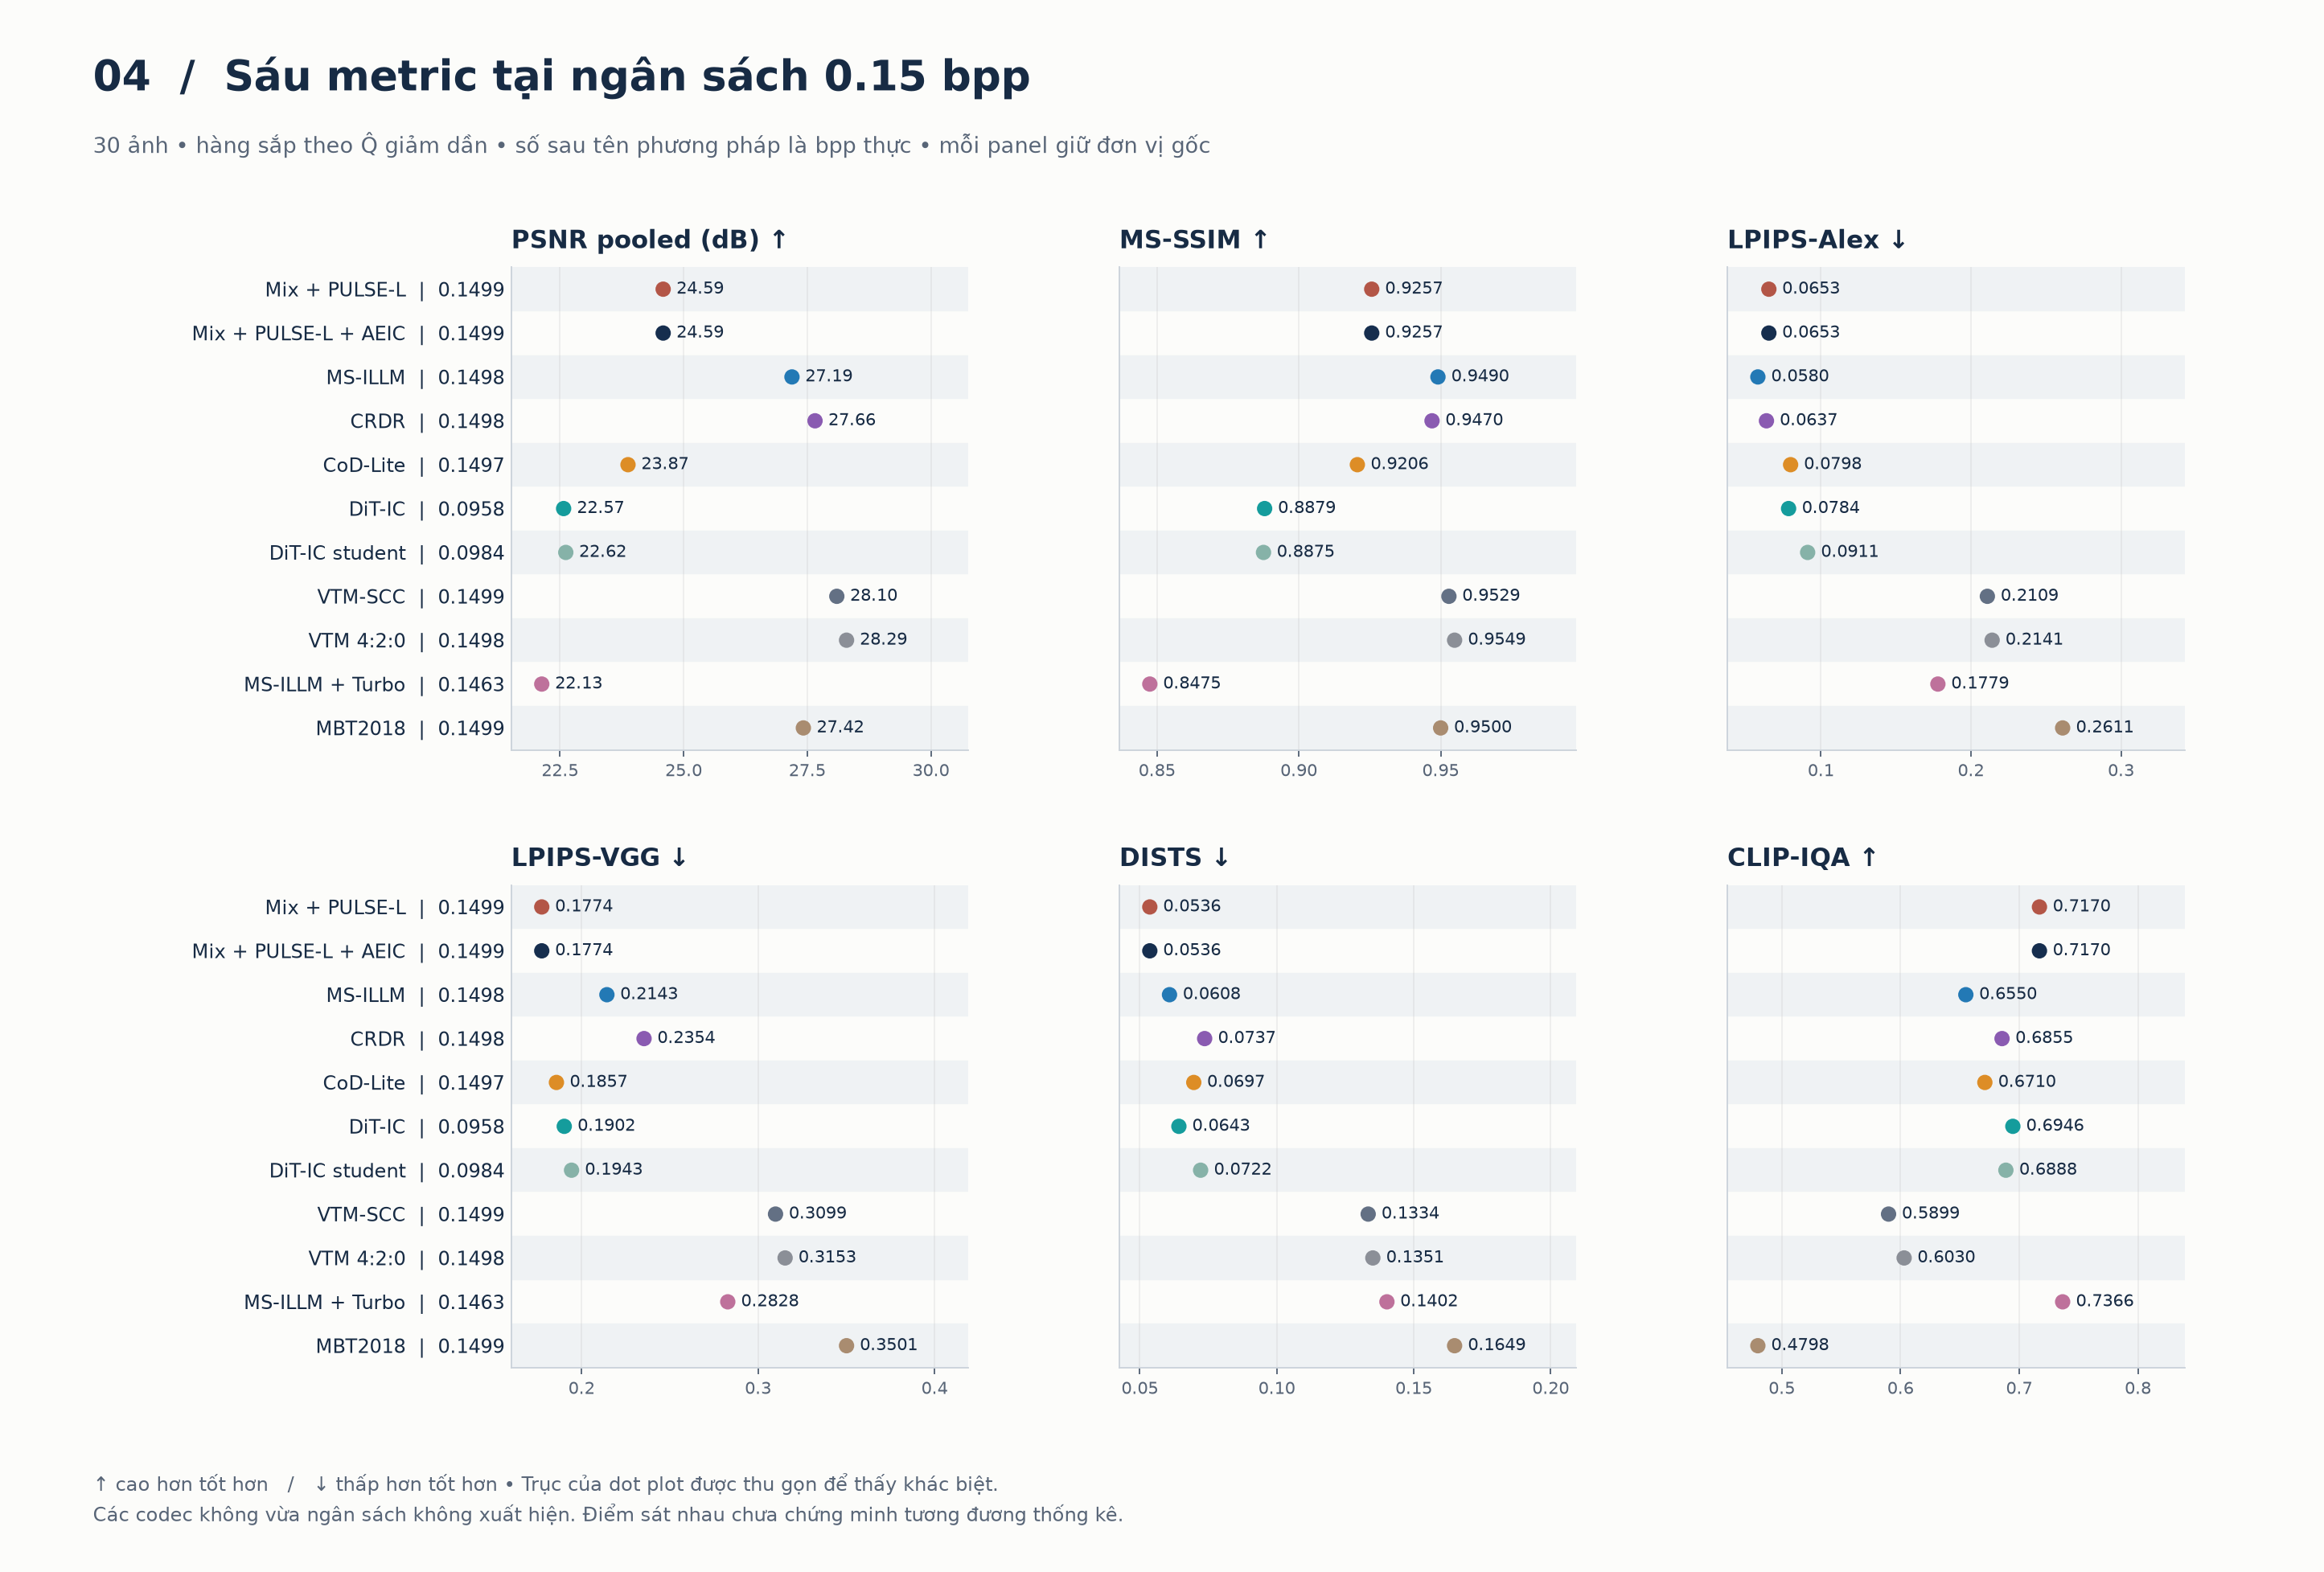 04 / Sáu metric tại ngân sách 0.15 bpp
30 ảnh • hàng sắp theo Q̂ giảm dần • số sau tên phương pháp là bpp thực • mỗi panel giữ đơn vị gốc
PSNR pooled (dB) ↑
Mix + PULSE-L | 0.1499 24.59
Mix + PULSE-L + AEIC | 0.1499 24.59
MS-ILLM | 0.1498 27.19
CRDR | 0.1498 27.66
CoD-Lite | 0.1497 23.87
DiT-IC | 0.0958 22.57
DiT-IC student | 0.0984 22.62
VTM-SCC | 0.1499 28.10
VTM 4:2:0 | 0.1498 28.29
MS-ILLM + Turbo | 0.1463 22.13
MBT2018 | 0.1499 27.42
22.5 25.0 27.5 30.0
MS-SSIM ↑
0.9257
0.9257
0.9490
0.9470
0.9206
0.8879
0.8875
0.9529
0.9549
0.8475
0.9500
0.85 0.90 0.95
LPIPS-Alex ↓
0.0653
0.0653
0.0580
0.0637
0.0798
0.0784
0.0911
0.2109
0.2141
0.1779
0.2611
0.1 0.2 0.3
LPIPS-VGG ↓
Mix + PULSE-L | 0.1499 0.1774
Mix + PULSE-L + AEIC | 0.1499 0.1774
MS-ILLM | 0.1498 0.2143
CRDR | 0.1498 0.2354
CoD-Lite | 0.1497 0.1857
DiT-IC | 0.0958 0.1902
DiT-IC student | 0.0984 0.1943
VTM-SCC | 0.1499 0.3099
VTM 4:2:0 | 0.1498 0.3153
MS-ILLM + Turbo | 0.1463 0.2828
MBT2018 | 0.1499 0.3501
0.2 0.3 0.4
DISTS ↓
0.0536
0.0536
0.0608
0.0737
0.0697
0.0643
0.0722
0.1334
0.1351
0.1402
0.1649
0.05 0.10 0.15 0.20
CLIP-IQA ↑
0.7170
0.7170
0.6550
0.6855
0.6710
0.6946
0.6888
0.5899
0.6030
0.7366
0.4798
0.5 0.6 0.7 0.8
↑ cao hơn tốt hơn / ↓ thấp hơn tốt hơn • Trục của dot plot được thu gọn để thấy khác biệt.
Các codec không vừa ngân sách không xuất hiện. Điểm sát nhau chưa chứng minh tương đương thống kê.